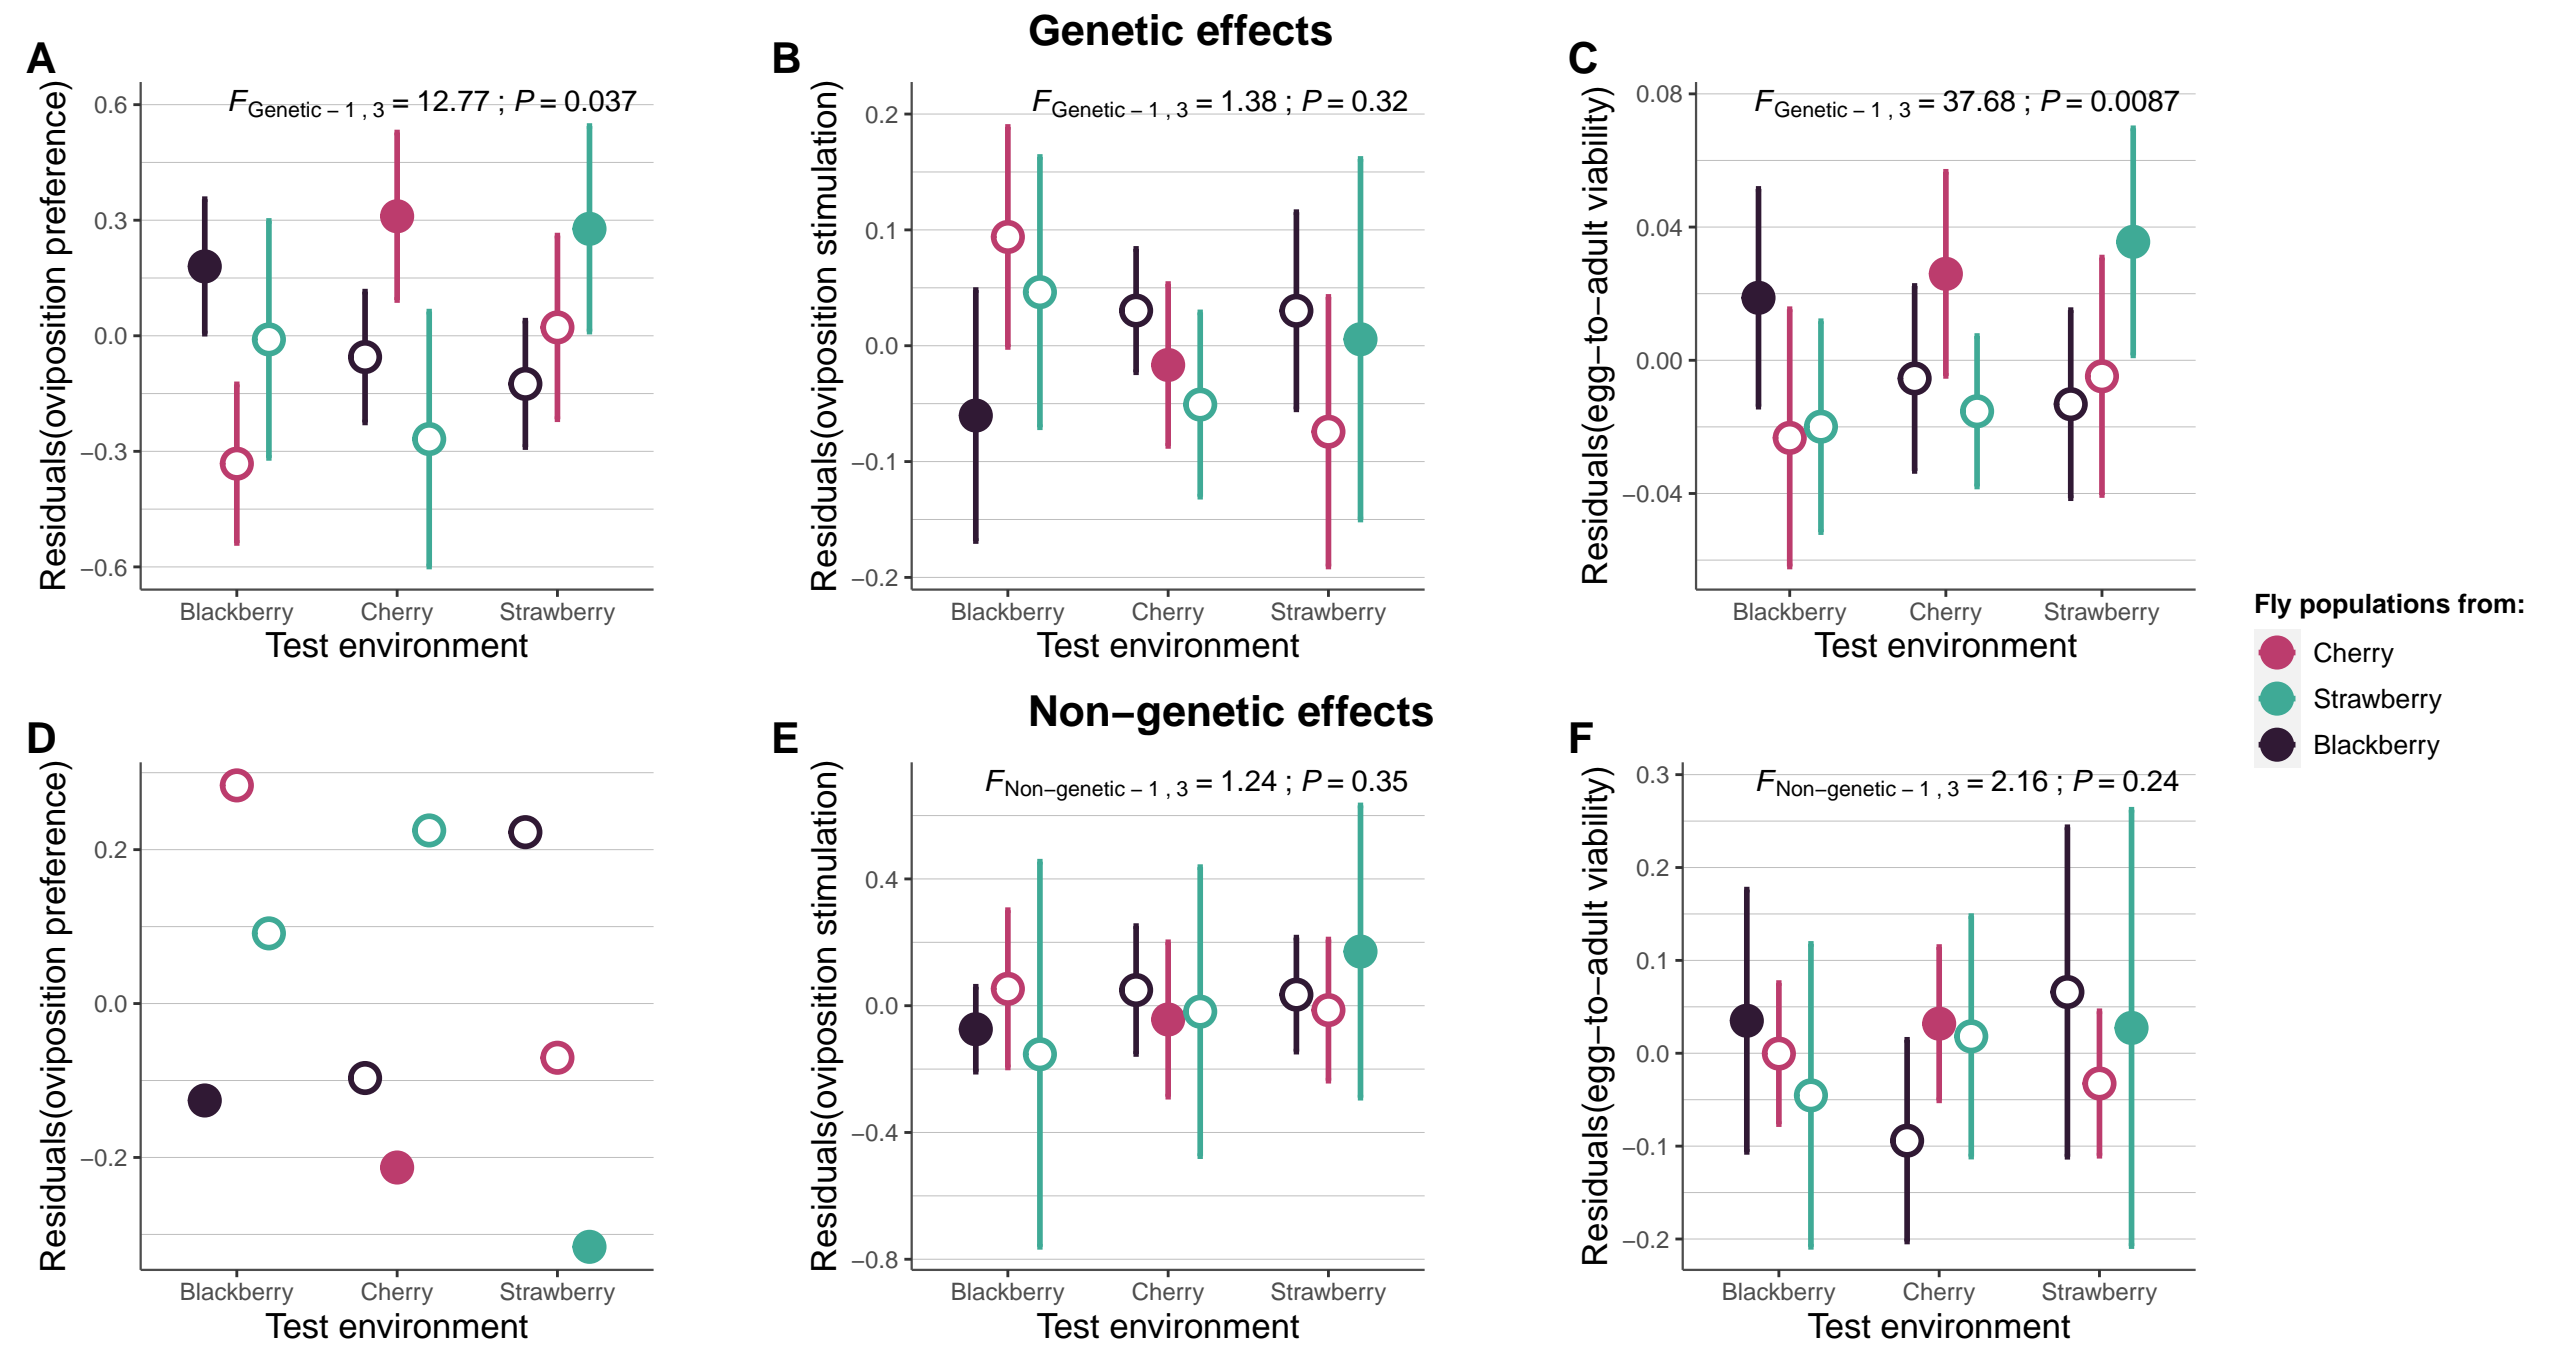 Genetic effects
A
Residuals(oviposition preference)
F Genetic − 1 , 3 = 12.77 ; P = 0.037
0.6
0.3
0.0
−0.3
−0.6
Blackberry Cherry Strawberry
Test environment
B
Residuals(oviposition stimulation)
F Genetic − 1 , 3 = 1.38 ; P = 0.32
0.2
0.1
0.0
−0.1
−0.2
Blackberry Cherry Strawberry
Test environment
C
Residuals(egg−to−adult viability)
F Genetic − 1 , 3 = 37.68 ; P = 0.0087
0.08
0.04
0.00
−0.04
Blackberry Cherry Strawberry
Test environment
Fly populations from:
Cherry
Strawberry
Blackberry
Non−genetic effects
D
Residuals(oviposition preference)
0.2
0.0
−0.2
Blackberry Cherry Strawberry
Test environment
E
Residuals(oviposition stimulation)
F Non−genetic − 1 , 3 = 1.24 ; P = 0.35
0.4
0.0
−0.4
−0.8
Blackberry Cherry Strawberry
Test environment
F
Residuals(egg−to−adult viability)
F Non−genetic − 1 , 3 = 2.16 ; P = 0.24
0.3
0.2
0.1
0.0
−0.1
−0.2
Blackberry Cherry Strawberry
Test environment